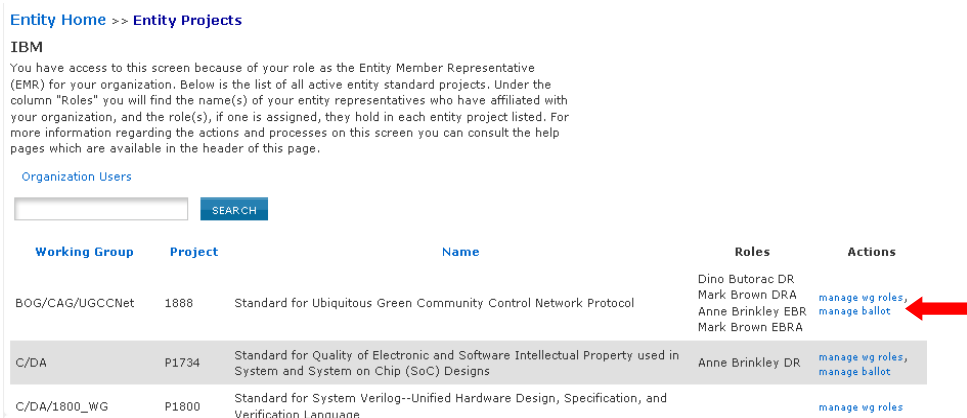 Entity Home >> Entity Projects
IBM
You have access to this screen because of your role as the Entity Member Representative
(EMR) for your organization. Below is the list of all active entity standard projects. Under the
column "Roles" you will find the name(s) of your entity representatives who have affiliated with
your organization, and the role(s), if one is assigned, they hold in each entity project listed. For
more information regarding the actions and processes on this screen you can consult the help
pages which are available in the header of this page.
Organization Users
SEARCH
Working Group Project Name Roles Actions
BOG/CAG/UGCCNet 1888 Standard for Ubiquitous Green Community Control Network Protocol
Dino Butorac DR
Mark Brown DRA
Anne Brinkley EBR
Mark Brown EBRA
manage wg roles,
manage ballot
C/DA P1734 Standard for Quality of Electronic and Software Intellectual Property used in
System and System on Chip (SoC) Designs
Anne Brinkley DR
manage wg roles,
manage ballot
C/DA/1800_WG P1800 Standard for System Verilog--Unified Hardware Design, Specification, and
Verification Language
manage wg roles